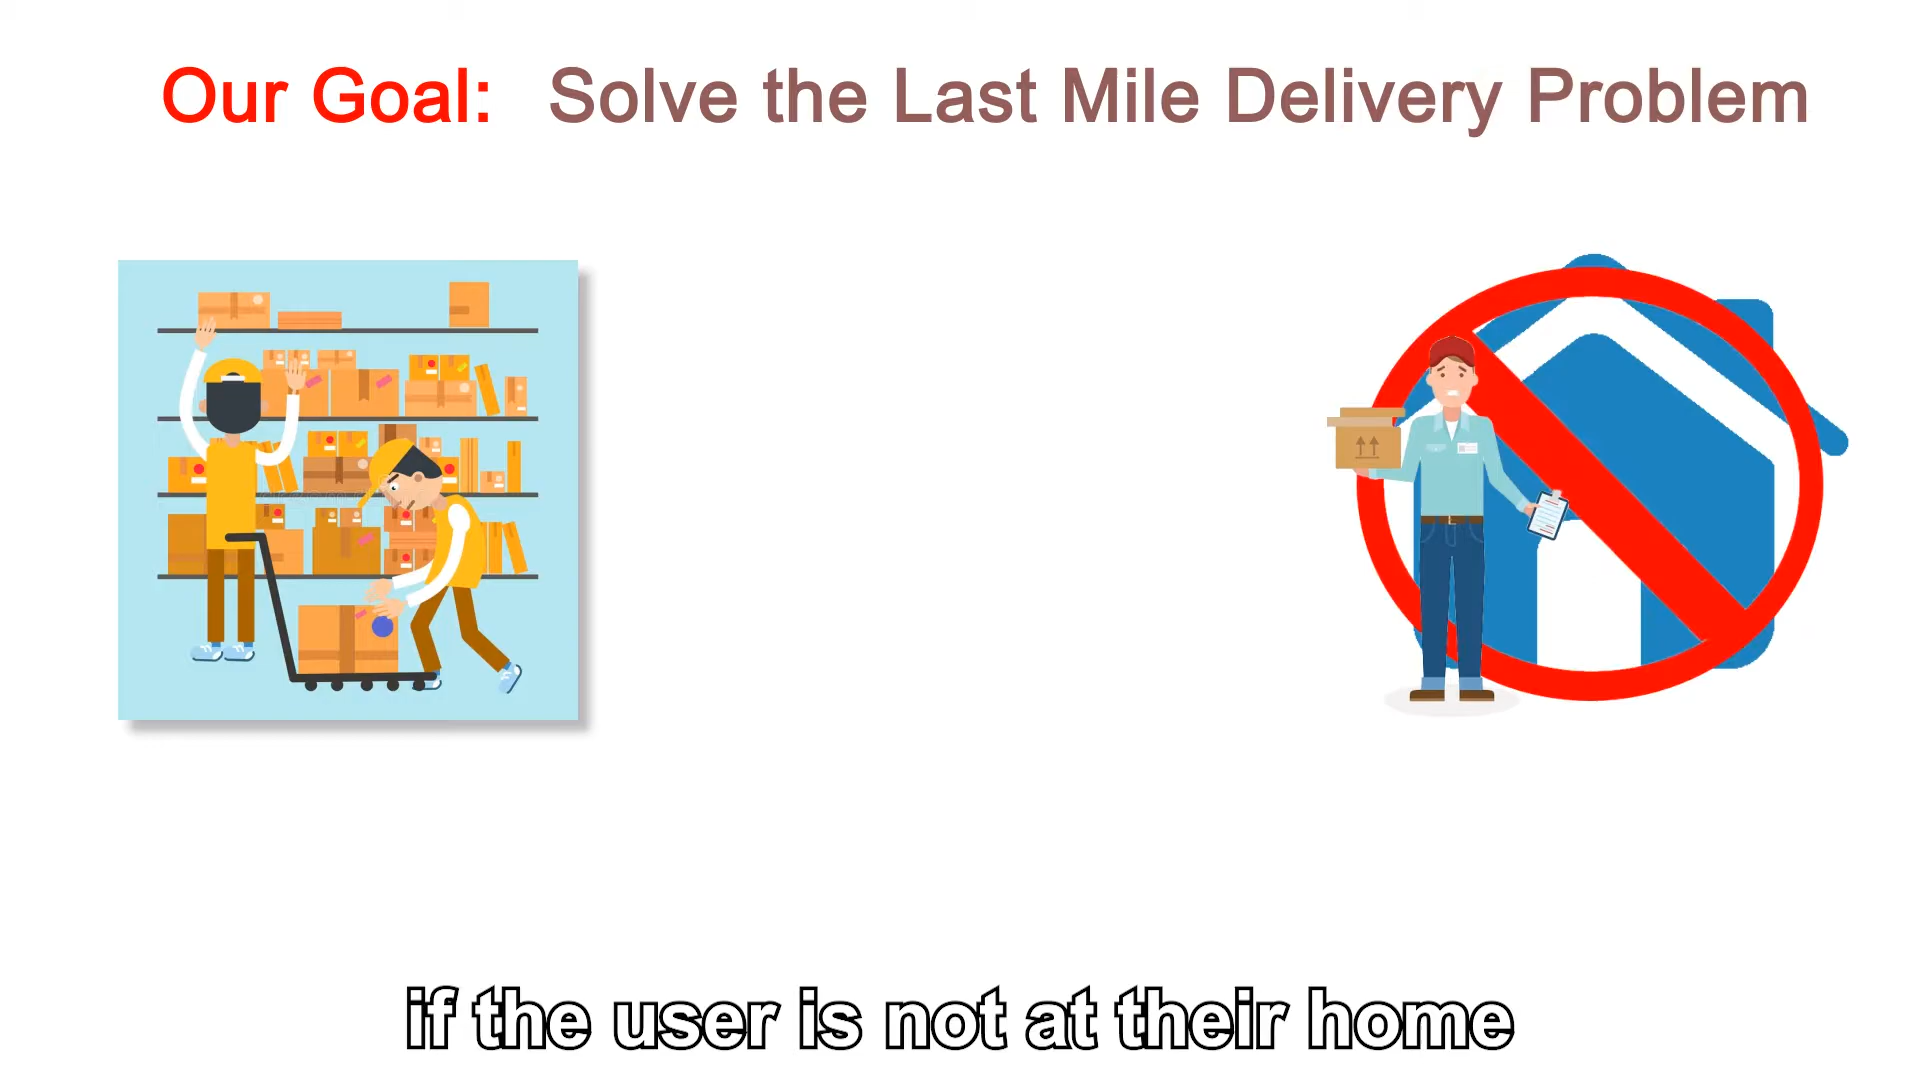 Our Goal: Solve the Last Mile Delivery Problem
if the user is not at their home